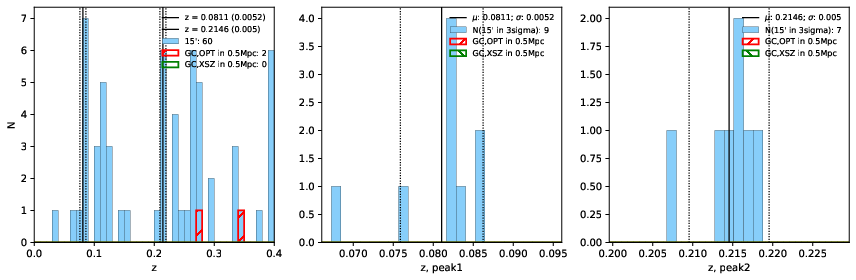 z = 0.0811 (0.0052)
z = 0.2146 (0.005)
15': 60
GC,OPT in 0.5Mpc: 2
GC,XSZ in 0.5Mpc: 0
7
6
5
4
3
2
1
0
N
0.0 0.1 0.2 0.3 0.4
z
μ: 0.0811; σ: 0.0052
N(15' in 3sigma): 9
GC,OPT in 0.5Mpc
GC,XSZ in 0.5Mpc
4.0
3.5
3.0
2.5
2.0
1.5
1.0
0.5
0.0
0.070 0.075 0.080 0.085 0.090 0.095
z, peak1
μ: 0.2146; σ: 0.005
N(15' in 3sigma): 7
GC,OPT in 0.5Mpc
GC,XSZ in 0.5Mpc
2.00
1.75
1.50
1.25
1.00
0.75
0.50
0.25
0.00
0.200 0.205 0.210 0.215 0.220 0.225
z, peak2